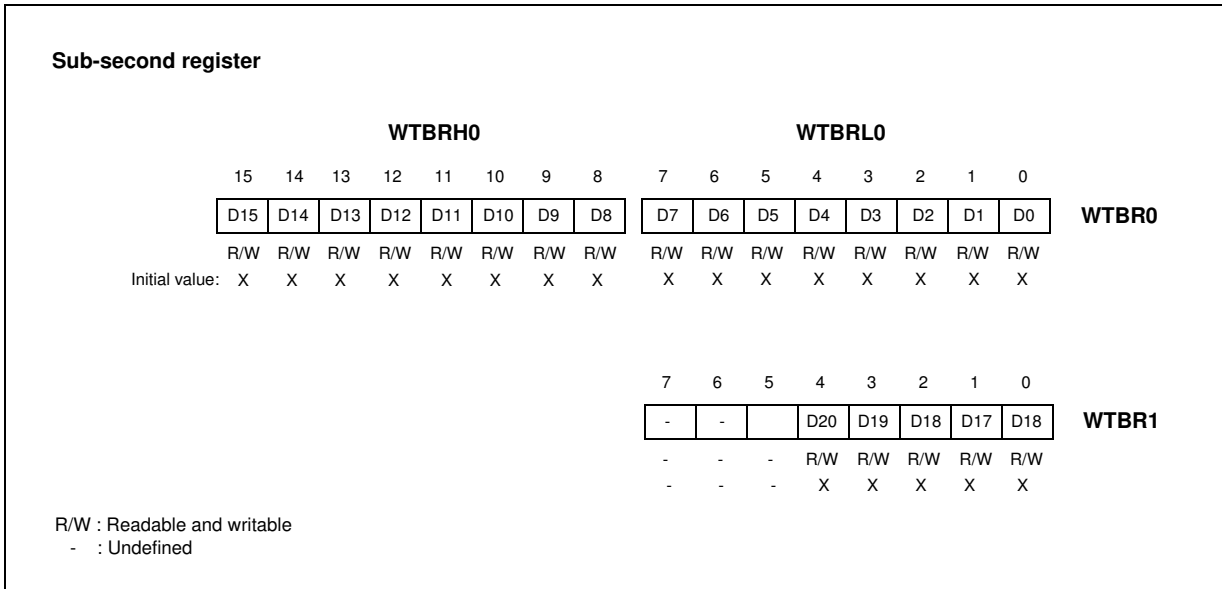 Sub-second register
WTBRH0 WTBRL0
15 14 13 12 11 10 9 8 7 6 5 4 3 2 1 0
D15 D14 D13 D12 D11 D10 D9 D8 D7 D6 D5 D4 D3 D2 D1 D0 WTBR0
R/W R/W R/W R/W R/W R/W R/W R/W R/W R/W R/W R/W R/W R/W R/W R/W
Initial value: X X X X X X X X X X X X X X X X
7 6 5 4 3 2 1 0
- - D20 D19 D18 D17 D18 WTBR1
- - - R/W R/W R/W R/W R/W
- - - X X X X X
R/W : Readable and writable
- : Undefined